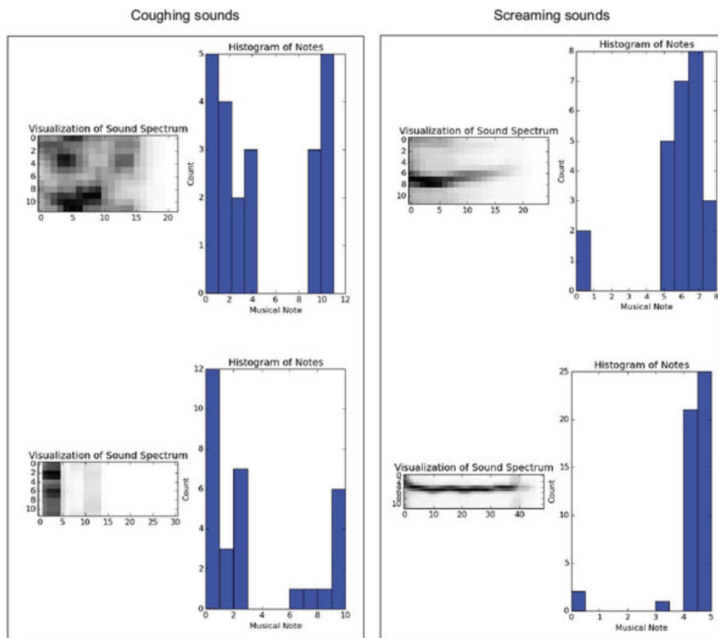 Coughing sounds
Screaming sounds
Histogram of Notes
5
4
3
2
1
0
Count
0 2 4 6 8 10 12
Musical Note
Visualization of Sound Spectrum
0
2
4
6
8
10
0 5 10 15 20
Histogram of Notes
12
10
8
6
4
2
0
Count
0 2 4 6 8 10
Musical Note
Visualization of Sound Spectrum
0
2
4
6
8
10
0 5 10 15 20 25 30
Histogram of Notes
8
7
6
5
4
3
2
1
0
Count
0 1 2 3 4 5 6 7 8
Musical Note
Visualization of Sound Spectrum
0
2
4
6
8
10
0 5 10 15 20
Histogram of Notes
25
20
15
10
5
0
Count
0 1 2 3 4 5
Musical Note
Visualization of Sound Spectrum
0
10
0 10 20 30 40